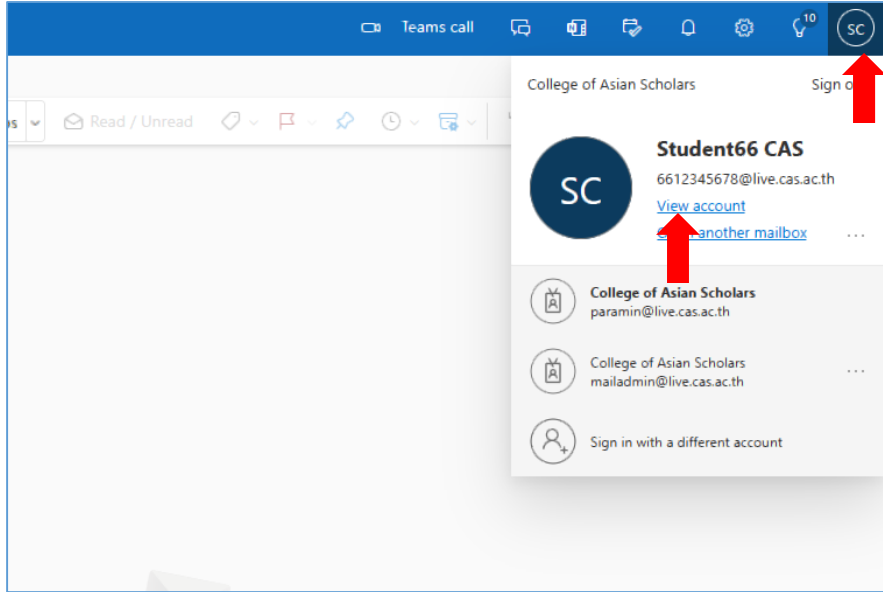 Teams call
10
SC
College of Asian Scholars
Sign o
Read / Unread
SC
Student66 CAS
6612345678@live.cas.ac.th
View account
another mailbox
...
College of Asian Scholars
paramin@live.cas.ac.th
College of Asian Scholars
mailadmin@live.cas.ac.th
...
Sign in with a different account